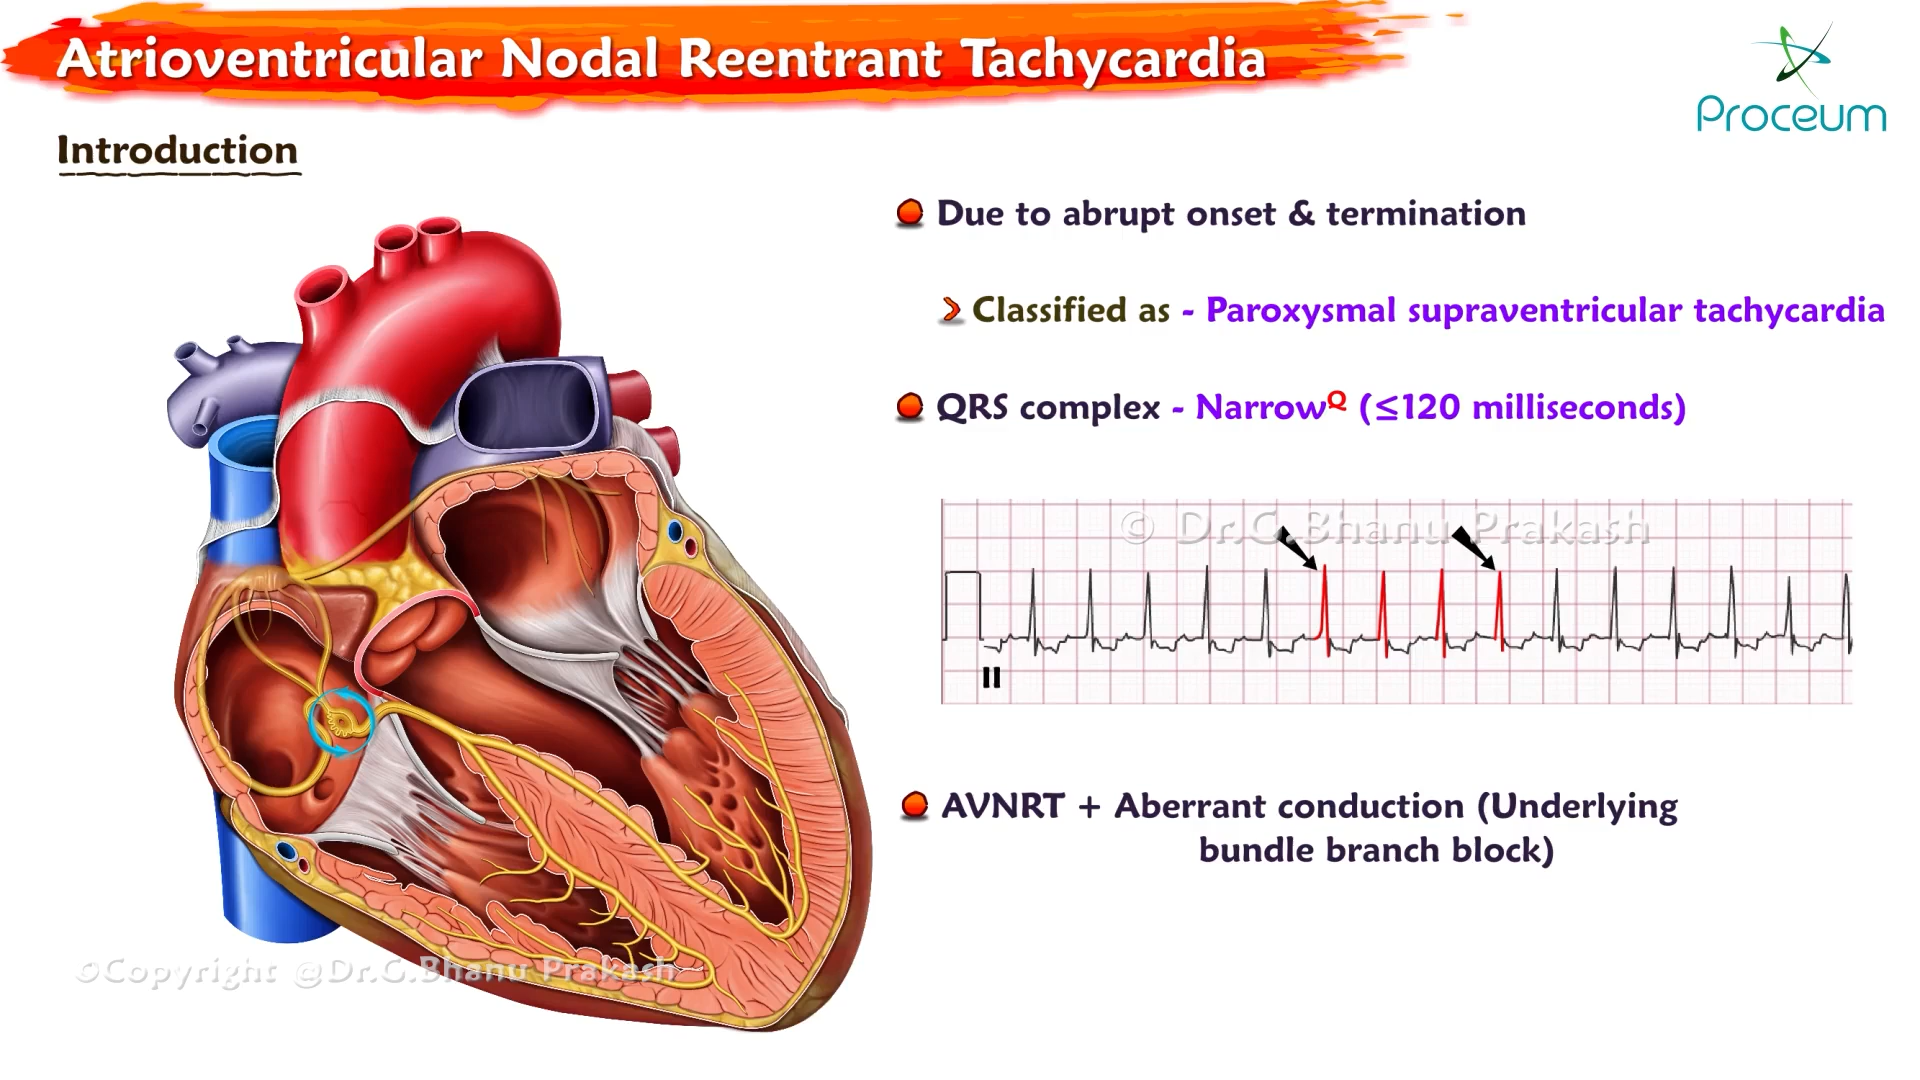 Atrioventricular Nodal Reentrant Tachycardia
Proceum
Introduction
Due to abrupt onset & termination
Classified as - Paroxysmal supraventricular tachycardia
QRS complex - Narrow^Q (≤120 milliseconds)
© Dr.G.Bhanu Prakash
II
AVNRT + Aberrant conduction (Underlying
bundle branch block)
©Copyright @Dr.G.Bhanu Prakash